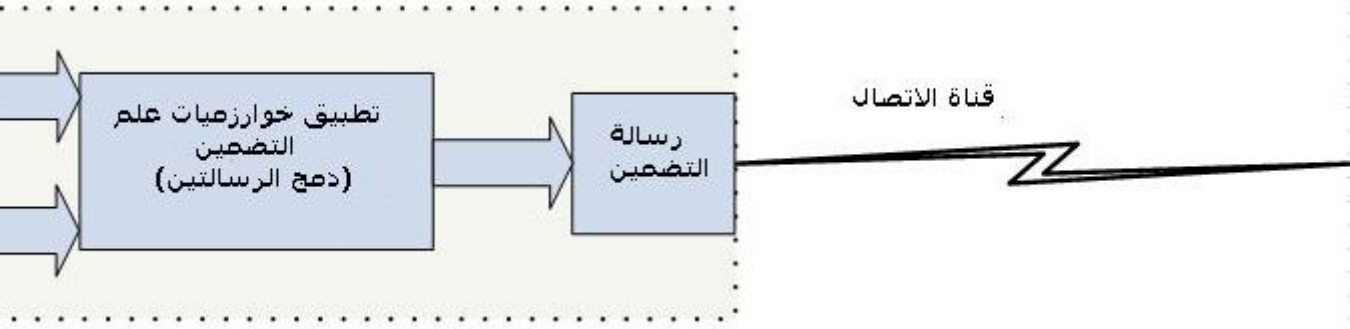 تطبيق خوارزميات علم
التضمين
(دمج الرسالتين)
رسالة
التضمين
قناة الاتصال